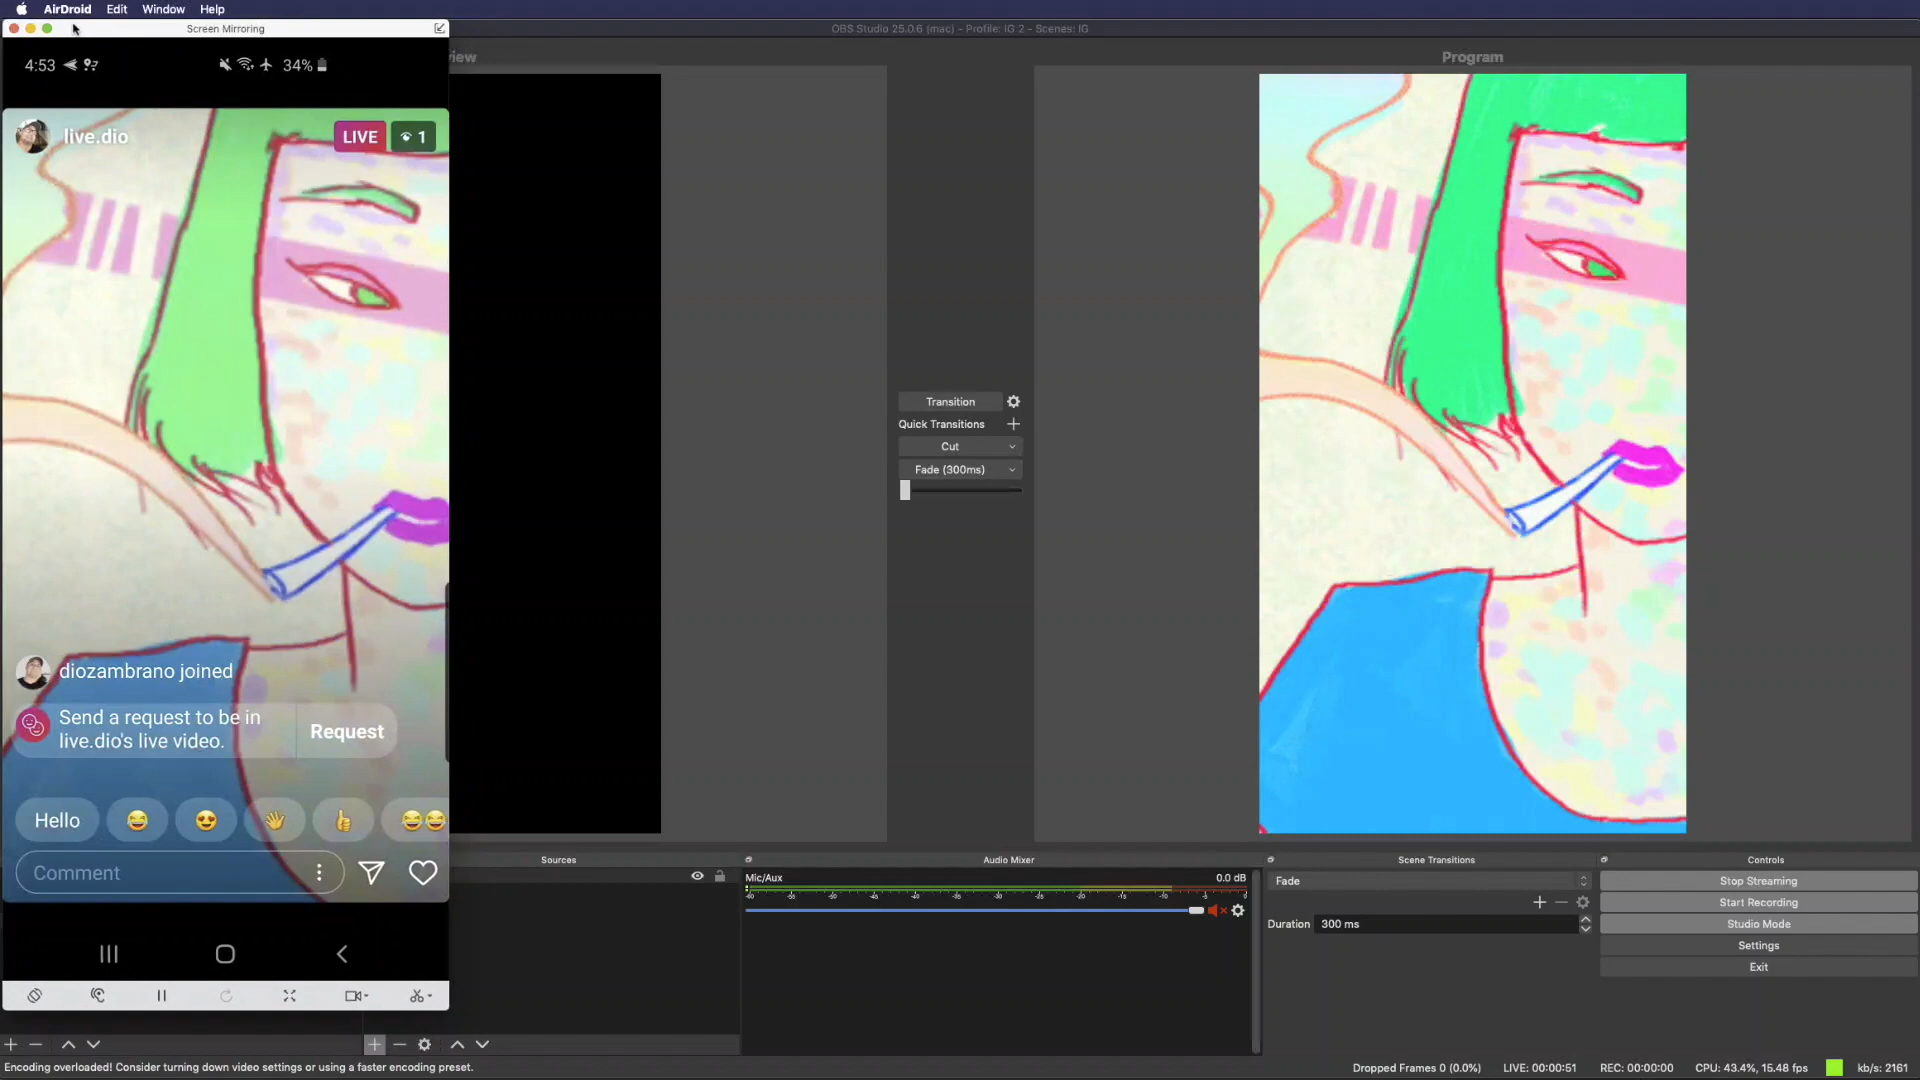 AirDroid Edit Window Help
Screen Mirroring
OBS Studio 25.0.6 (mac) - Profile: IG 2 - Scenes: IG
4:53 34%
view
Program
live.dio LIVE 1
Transition
Quick Transitions
Cut
Fade (300ms)
diozambrano joined
Send a request to be in
live.dio's live video.
Request
Hello
Comment
Sources
Audio Mixer
Scene Transitions
Controls
Mic/Aux 0.0 dB
Fade
Duration 300 ms
Stop Streaming
Start Recording
Studio Mode
Settings
Exit
Encoding overloaded! Consider turning down video settings or using a faster encoding preset.
Dropped Frames 0 (0.0%) LIVE: 00:00:51 REC: 00:00:00 CPU: 43.4%, 15.48 fps kb/s: 2161